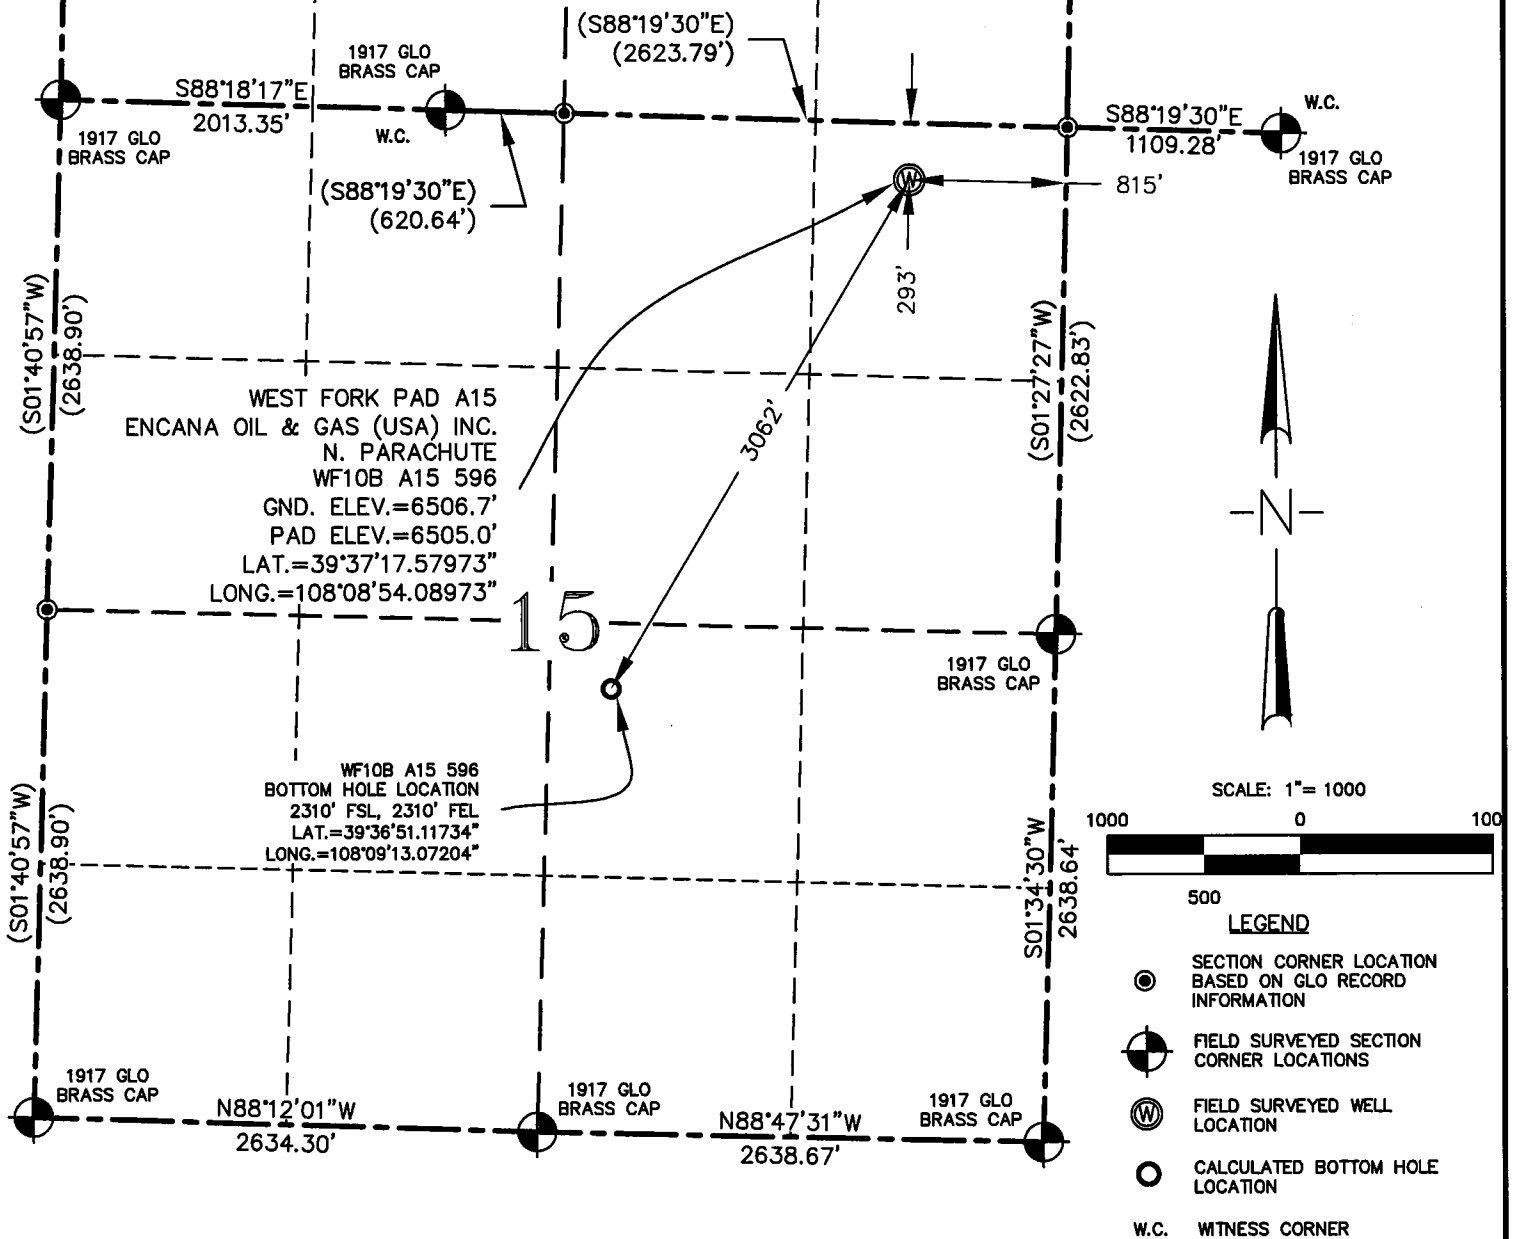 (S88°19'30"E)
(2623.79')
1917 GLO
BRASS CAP
S88°18'17"E
2013.35'
1917 GLO
BRASS CAP
W.C.
(S88°19'30"E)
(620.64')
S88°19'30"E
1109.28'
W.C.
1917 GLO
BRASS CAP
W
815'
293'
(S01°40'57"W)
(2638.90')
(S01°27'27"W)
(2622.83')
3062'
WEST FORK PAD A15
ENCANA OIL & GAS (USA) INC.
N. PARACHUTE
WF10B A15 596
GND. ELEV.=6506.7'
PAD ELEV.=6505.0'
LAT.=39°37'17.57973"
LONG.=108°08'54.08973"
N
15
1917 GLO
BRASS CAP
WF10B A15 596
BOTTOM HOLE LOCATION
2310' FSL, 2310' FEL
LAT.=39°36'51.11734"
LONG.=108°09'13.07204"
(S01°40'57"W)
(2638.90')
S01°34'30"W
2638.64'
1917 GLO
BRASS CAP
N88°12'01"W
2634.30'
1917 GLO
BRASS CAP
N88°47'31"W
2638.67'
1917 GLO
BRASS CAP
SCALE: 1"= 1000
1000 0 100
500
LEGEND
SECTION CORNER LOCATION
BASED ON GLO RECORD
INFORMATION
FIELD SURVEYED SECTION
CORNER LOCATIONS
W FIELD SURVEYED WELL
LOCATION
CALCULATED BOTTOM HOLE
LOCATION
W.C. WITNESS CORNER